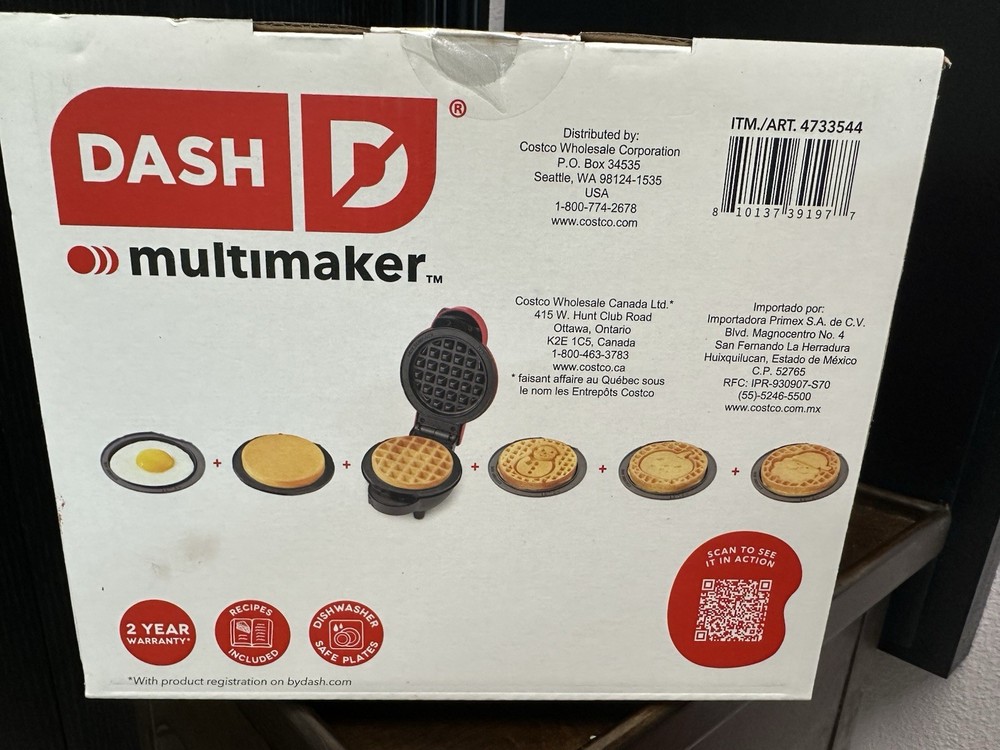 DASH D®
multimaker™
Distributed by:
Costco Wholesale Corporation
P.O. Box 34535
Seattle, WA 98124-1535
USA
1-800-774-2678
www.costco.com
ITM./ART. 4733544
8 10137 39197 7
Costco Wholesale Canada Ltd.*
415 W. Hunt Club Road
Ottawa, Ontario
K2E 1C5, Canada
1-800-463-3783
www.costco.ca
* faisant affaire au Québec sous
le nom les Entrepôts Costco
Importado por:
Importadora Primex S.A. de C.V.
Blvd. Magnocentro No. 4
San Fernando La Herradura
Huixquilucan, Estado de México
C.P. 52765
RFC: IPR-930907-S70
(55)-5246-5500
www.costco.com.mx
+ + + + +
SCAN TO SEE
IT IN ACTION
2 YEAR
WARRANTY*
RECIPES
INCLUDED
DISHWASHER
SAFE PLATES
*With product registration on bydash.com